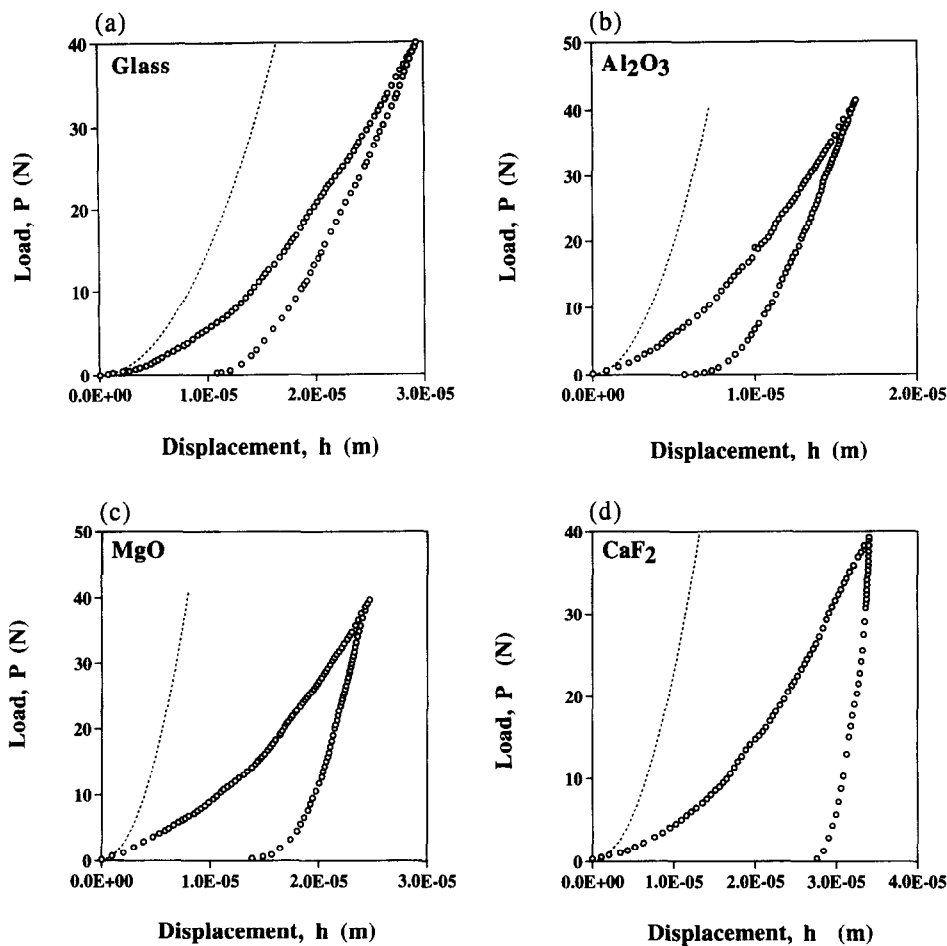 (a)
Glass
40
30
20
10
0
0.0E+00 1.0E-05 2.0E-05 3.0E-05
Load, P (N)
Displacement, h (m)
(b)
Al2O3
50
40
30
20
10
0
0.0E+00 1.0E-05 2.0E-05
Load, P (N)
Displacement, h (m)
(c)
MgO
50
40
30
20
10
0
0.0E+00 1.0E-05 2.0E-05 3.0E-05
Load, P (N)
Displacement, h (m)
(d)
CaF2
40
30
20
10
0
0.0E+00 1.0E-05 2.0E-05 3.0E-05 4.0E-05
Load, P (N)
Displacement, h (m)